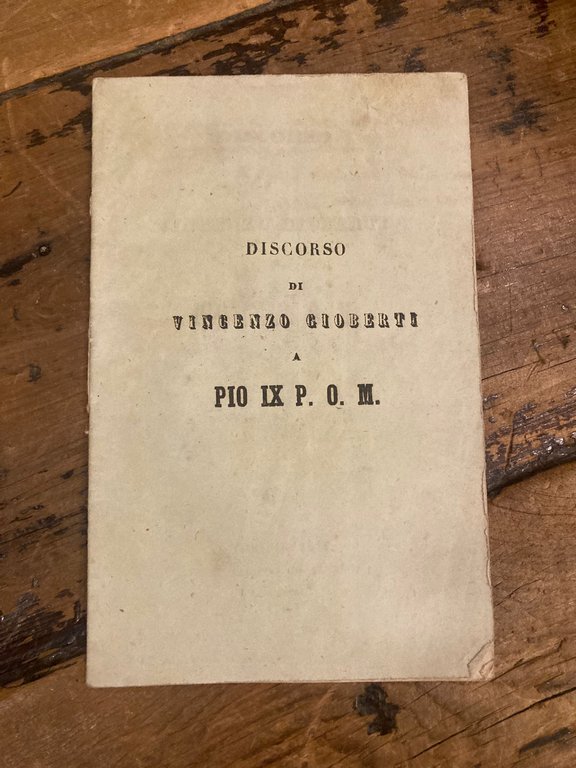 DISCORSO
DI
VINCENZO GIOBERTI
A
PIO IX P. O. M.